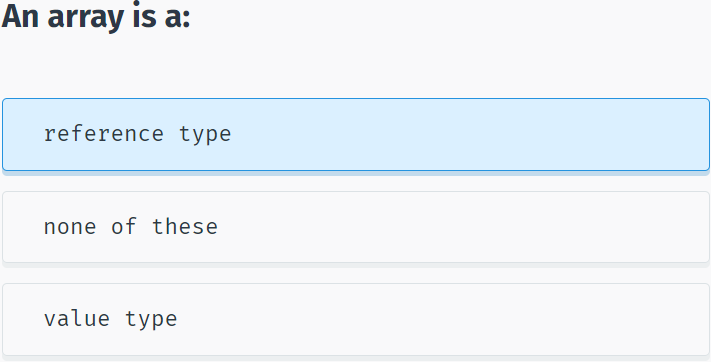 An array is a:
reference type
none of these
value type